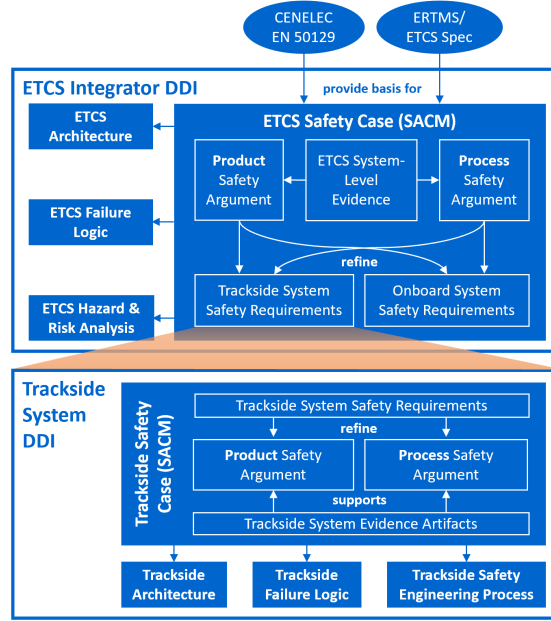 CENELEC
EN 50129
ERTMS/
ETCS Spec
provide basis for
ETCS Integrator DDI
ETCS
Architecture
ETCS Failure
Logic
ETCS Hazard &
Risk Analysis
ETCS Safety Case (SACM)
Product
Safety
Argument
ETCS System-
Level
Evidence
Process
Safety
Argument
refine
Trackside System
Safety Requirements
Onboard System
Safety Requirements
Trackside
System
DDI
Trackside Safety
Case (SACM)
Trackside System Safety Requirements
refine
Product Safety
Argument
Process Safety
Argument
supports
Trackside System Evidence Artifacts
Trackside
Architecture
Trackside
Failure Logic
Trackside Safety
Engineering Process